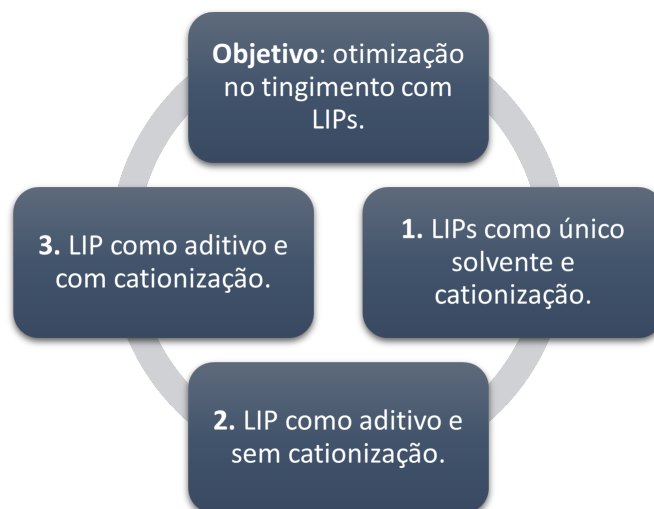 Objetivo: otimização
no tingimento com
LIPs.
1. LIPs como único
solvente e
cationização.
2. LIP como aditivo e
sem cationização.
3. LIP como aditivo e
com cationização.